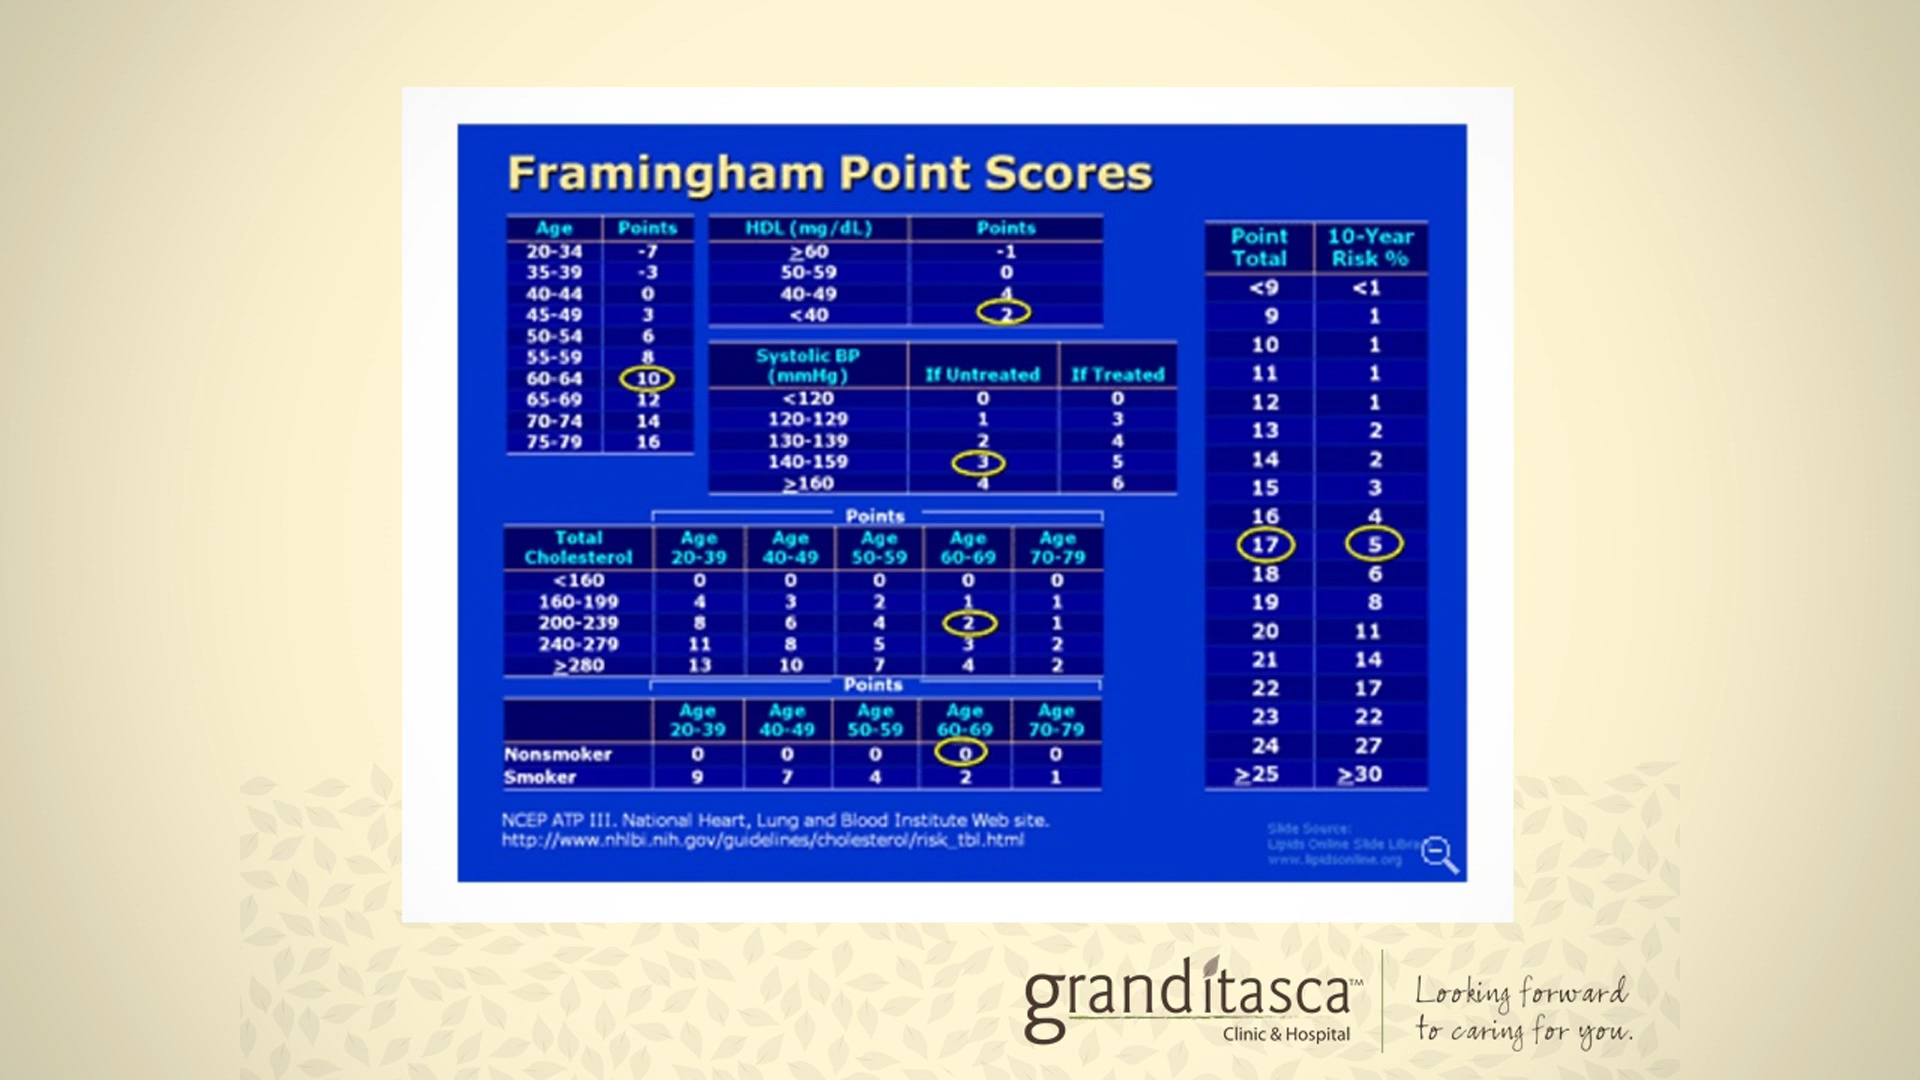 Framingham Point Scores
Age Points
20-34 -7
35-39 -3
40-44 0
45-49 3
50-54 6
55-59 8
60-64 10
65-69 12
70-74 14
75-79 16
HDL (mg/dL) Points
≥60 -1
50-59 0
40-49 4
<40 2
Systolic BP
(mmHg) If Untreated If Treated
<120 0 0
120-129 1 3
130-139 2 4
140-159 3 5
≥160 4 6
Points
Total Age Age Age Age Age
Cholesterol 20-39 40-49 50-59 60-69 70-79
<160 0 0 0 0 0
160-199 4 3 2 1 1
200-239 8 6 4 2 1
240-279 11 8 5 3 2
≥280 13 10 7 4 2
Points
Age Age Age Age Age
20-39 40-49 50-59 60-69 70-79
Nonsmoker 0 0 0 0 0
Smoker 9 7 4 2 1
Point 10-Year
Total Risk %
<9 <1
9 1
10 1
11 1
12 1
13 2
14 2
15 3
16 4
17 5
18 6
19 8
20 11
21 14
22 17
23 22
24 27
≥25 ≥30
NCEP ATP III. National Heart, Lung and Blood Institute Web site.
http://www.nhlbi.nih.gov/guidelines/cholesterol/risk_tbl.html
Slide Source:
Lipids Online Slide
www.lipidsonline.org
granditasca™
Clinic & Hospital
Looking forward
to caring for you.